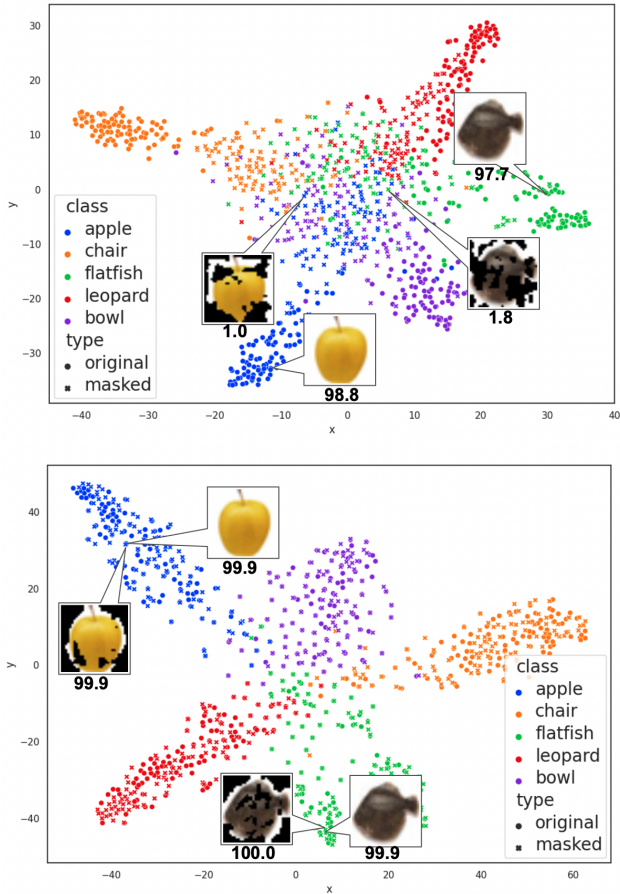 30
20
10
0
−10
−20
−30
y
class
apple
chair
flatfish
leopard
bowl
type
original
masked
97.7
1.0
1.8
98.8
−40 −30 −20 −10 0 10 20 30 40
x
40
20
0
−20
−40
y
99.9
99.9
100.0 99.9
class
apple
chair
flatfish
leopard
bowl
type
original
masked
−40 −20 0 20 40 60
x